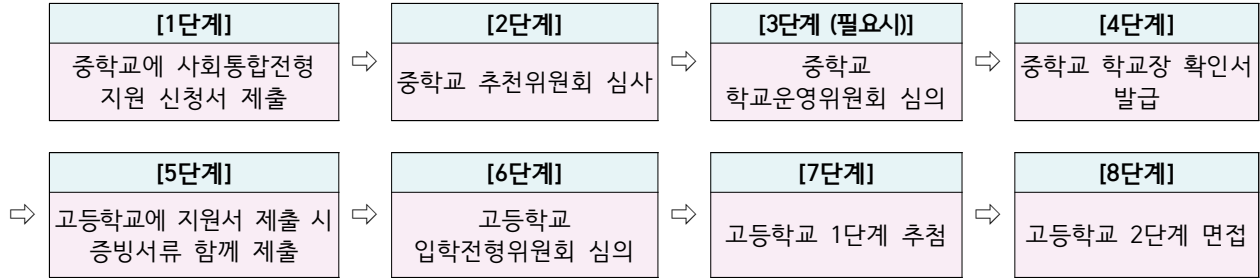 [1단계]
중학교에 사회통합전형
지원 신청서 제출
⇨
[2단계]
중학교 추천위원회 심사
⇨
[3단계 (필요시)]
중학교
학교운영위원회 심의
⇨
[4단계]
중학교 학교장 확인서
발급
⇨
[5단계]
고등학교에 지원서 제출 시
증빙서류 함께 제출
⇨
[6단계]
고등학교
입학전형위원회 심의
⇨
[7단계]
고등학교 1단계 추첨
⇨
[8단계]
고등학교 2단계 면접